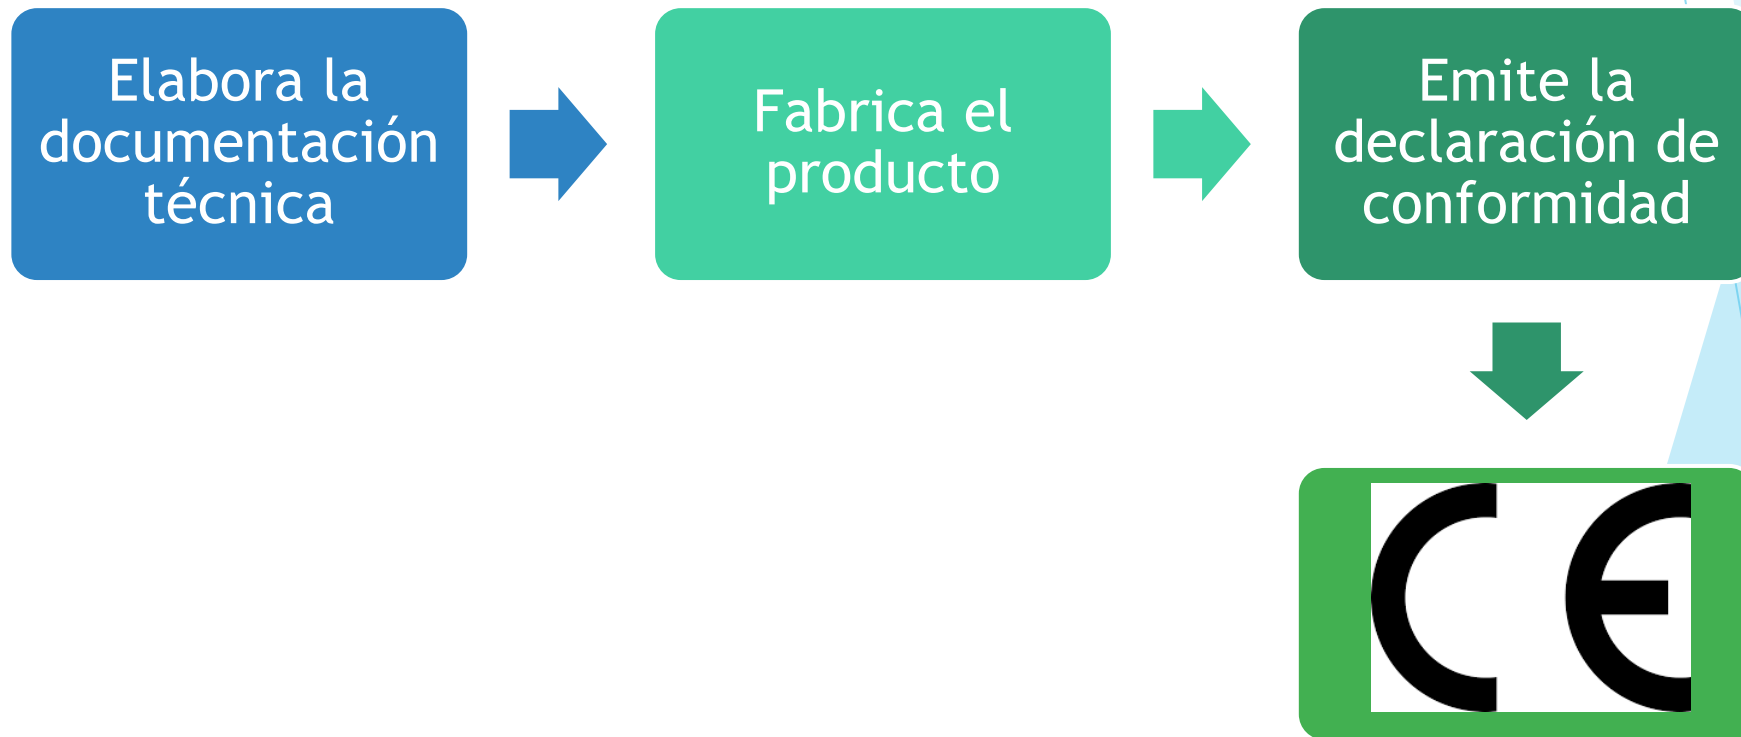 Elabora la
documentación
técnica
Fabrica el
producto
Emite la
declaración de
conformidad
CE